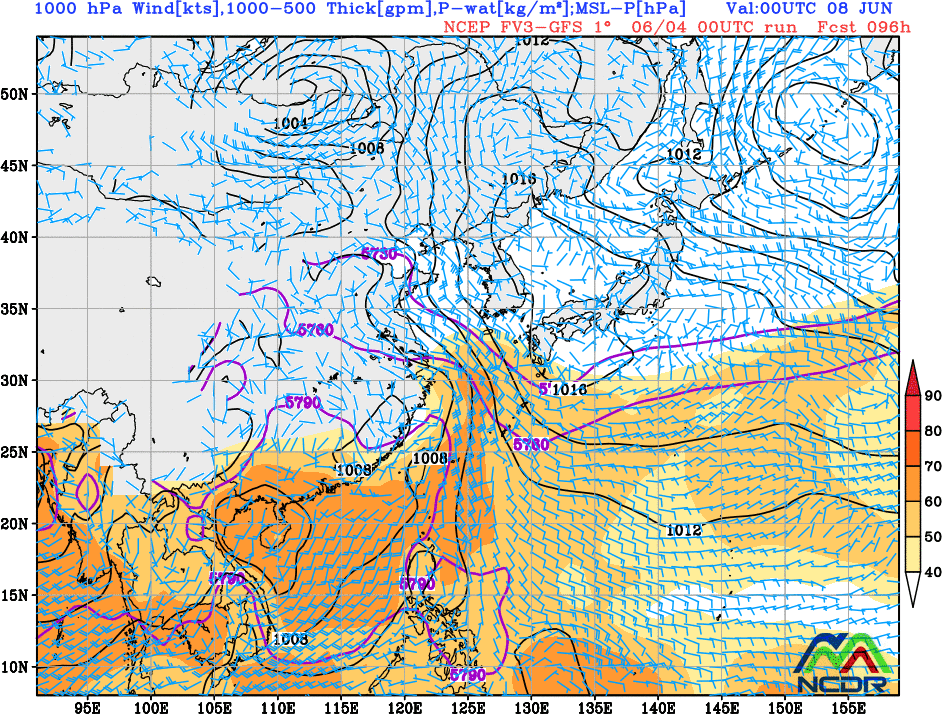 1000 hPa Wind[kts],1000-500 Thick[gpm],P-wat[kg/m²];MSL-P[hPa] Val:00UTC 08 JUN
NCEP FV3-GFS 1° 06/04 00UTC run Fcst 096h
1012
50N
1004
1008
45N
1012
1016
40N
5730
35N
5760
30N
5'
1016
90
5790
80
5760
25N
1008
1008
70
60
20N
1012
50
5790
5790
40
15N
1008
10N
5790
NCDR
95E 100E 105E 110E 115E 120E 125E 130E 135E 140E 145E 150E 155E